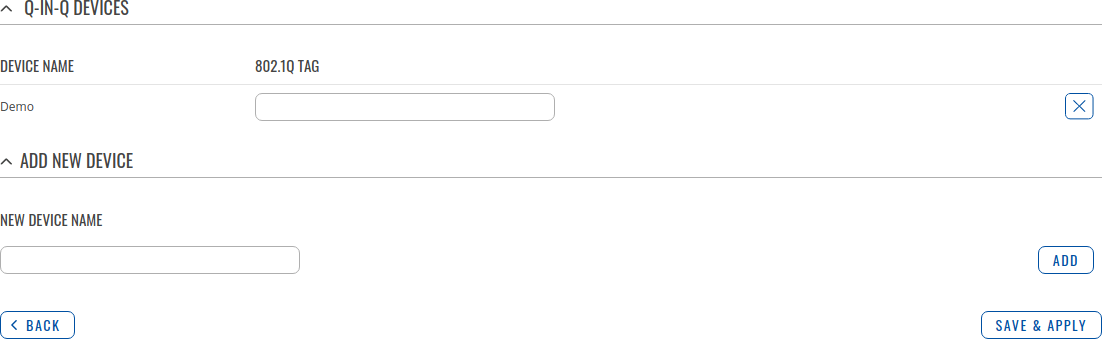 Q-IN-Q DEVICES
DEVICE NAME 802.1Q TAG
Demo
ADD NEW DEVICE
NEW DEVICE NAME
ADD
BACK SAVE & APPLY